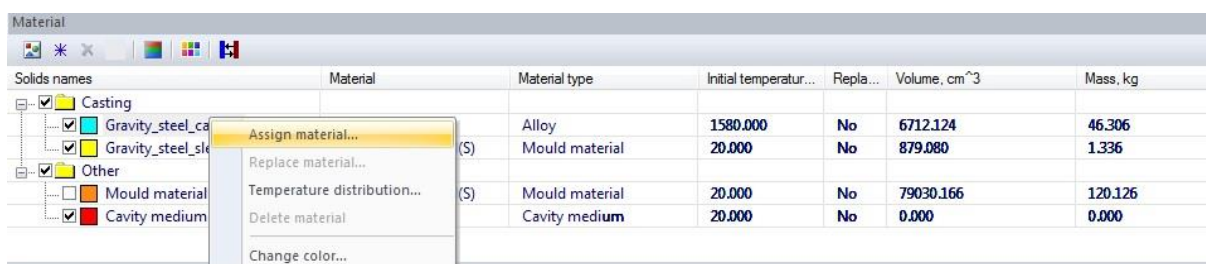 Material
Solids names Material Material type Initial temperatur... Repla... Volume, cm^3 Mass, kg
Casting
Gravity_steel_ca Alloy 1580.000 No 6712.124 46.306
Assign material...
Gravity_steel_sle (S) Mould material 20.000 No 879.080 1.336
Replace material...
Other
Mould material (S) Mould material 20.000 No 79030.166 120.126
Temperature distribution...
Cavity medium Cavity medium 20.000 No 0.000 0.000
Delete material
Change color...